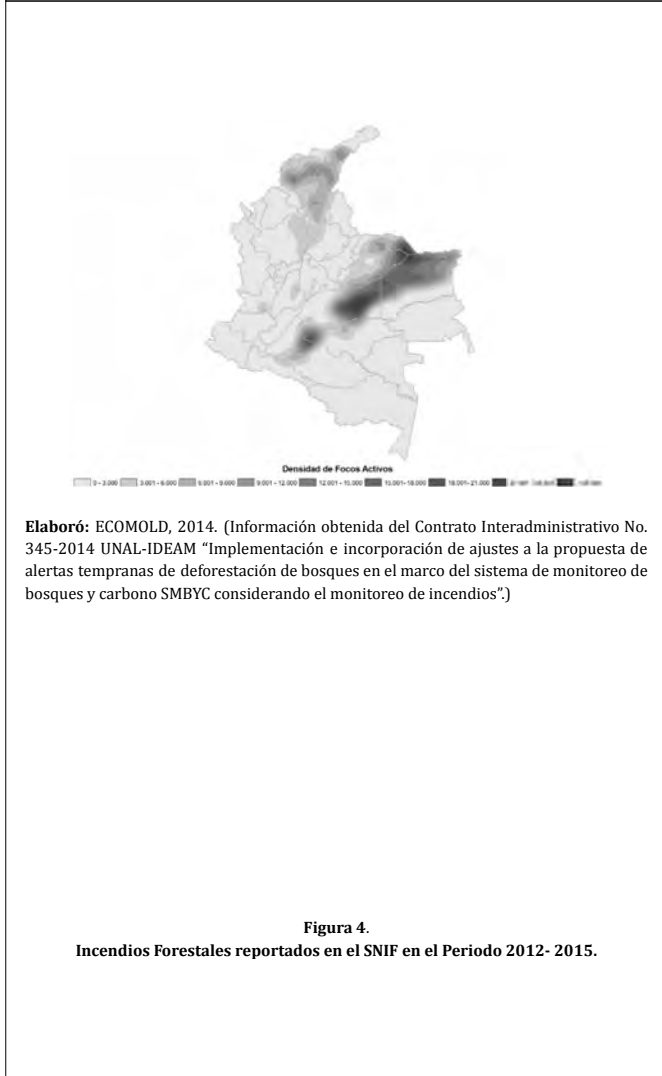 Densidad de Focos Activos
0 - 3.000 3.001 - 6.000 6.001 - 9.000 9.001 - 12.000 12.001 - 15.000 15.001 - 18.000 18.001 - 21.000
Elaboró: ECOMOLD, 2014. (Información obtenida del Contrato Interadministrativo No.
345-2014 UNAL-IDEAM “Implementación e incorporación de ajustes a la propuesta de
alertas tempranas de deforestación de bosques en el marco del sistema de monitoreo de
bosques y carbono SMBYC considerando el monitoreo de incendios”.)
Figura 4.
Incendios Forestales reportados en el SNIF en el Periodo 2012- 2015.